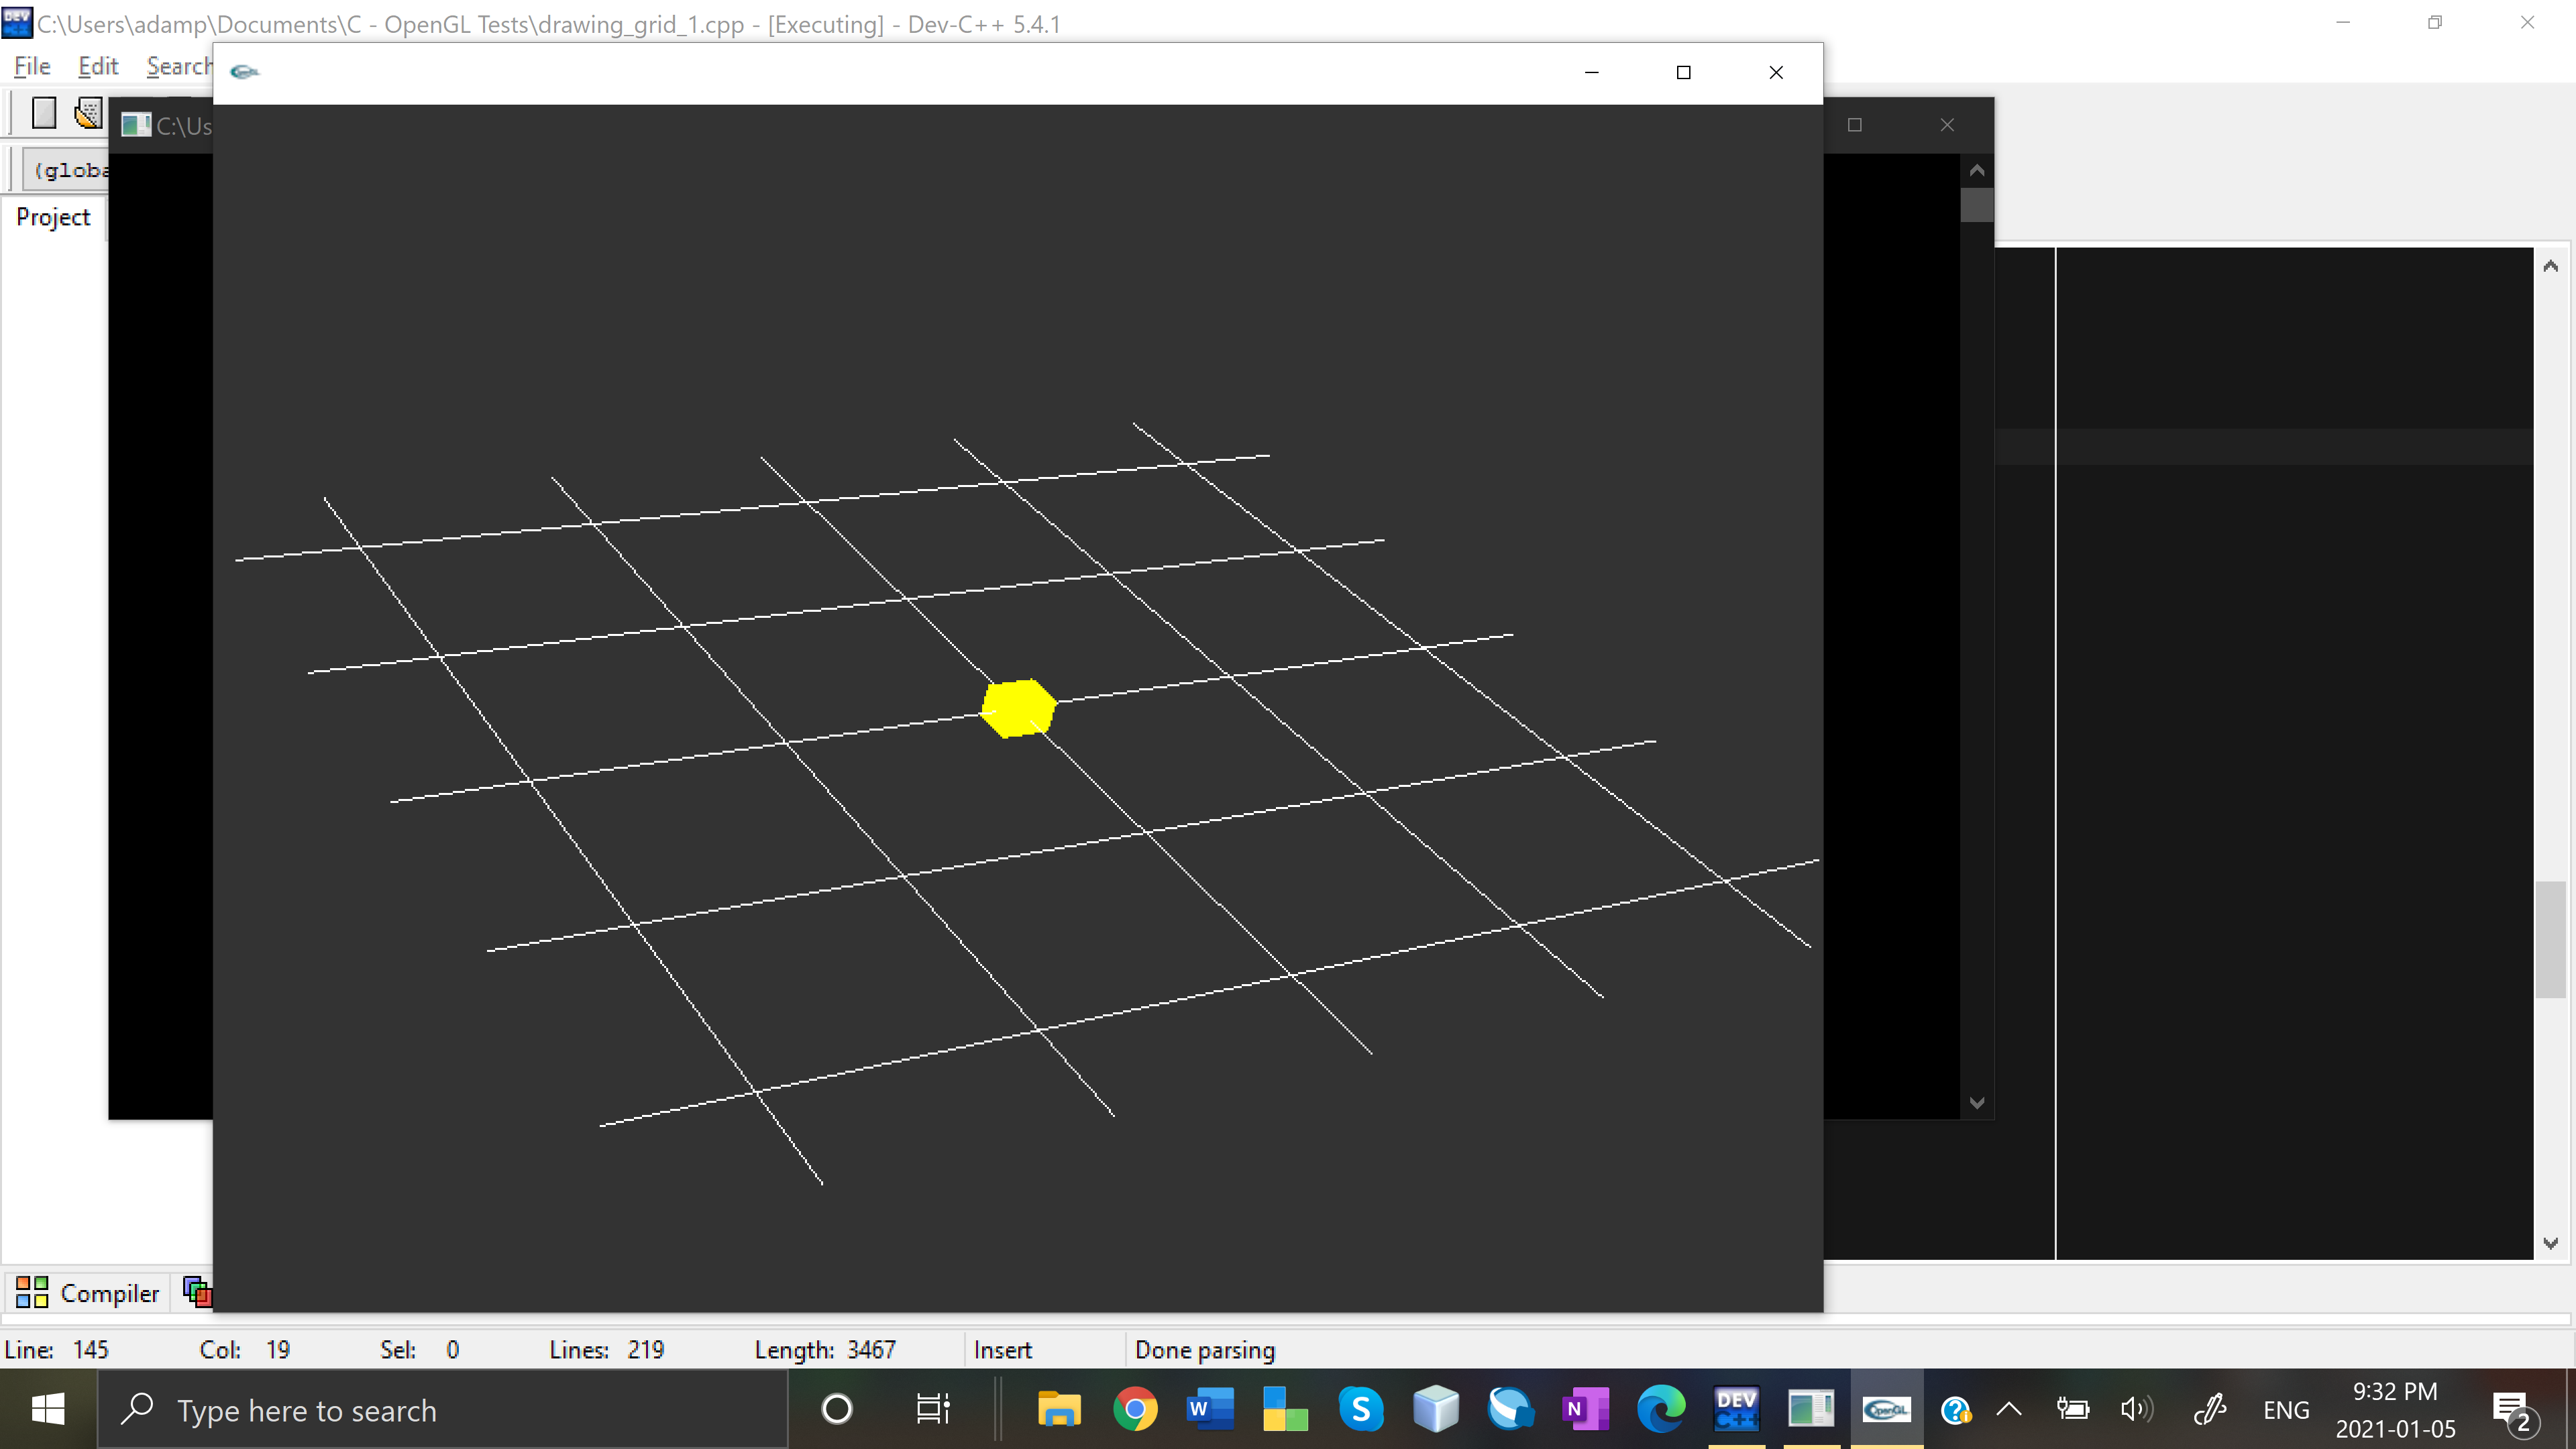 C:\Users\adamp\Documents\C - OpenGL Tests\drawing_grid_1.cpp - [Executing] - Dev-C++ 5.4.1
File Edit Search
C:\Us
(globa
Project
Compiler
Line: 145 Col: 19 Sel: 0 Lines: 219 Length: 3467 Insert Done parsing
Type here to search
DEV C++
OpenGL
ENG
9:32 PM
2021-01-05
2